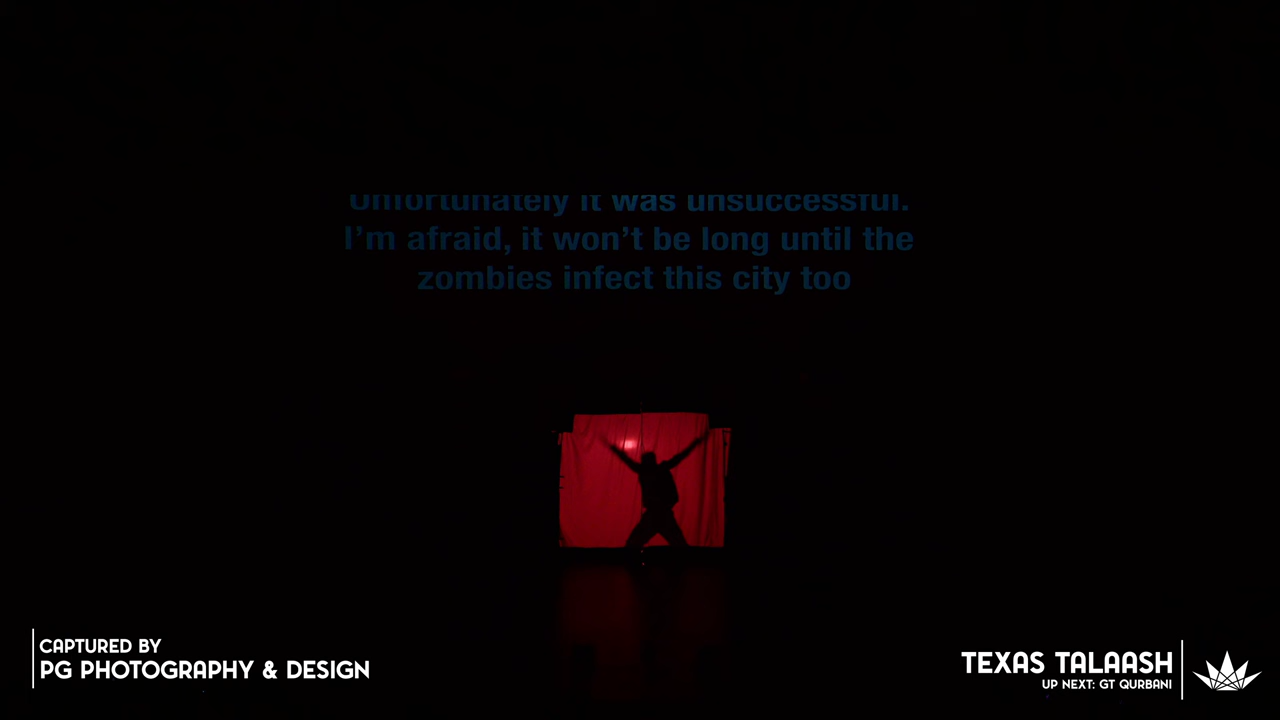 Unfortunately it was unsuccessful.
I'm afraid, it won't be long until the
zombies infect this city too
CAPTURED BY
PG PHOTOGRAPHY & DESIGN
TEXAS TALAASH
UP NEXT: GT QURBANI